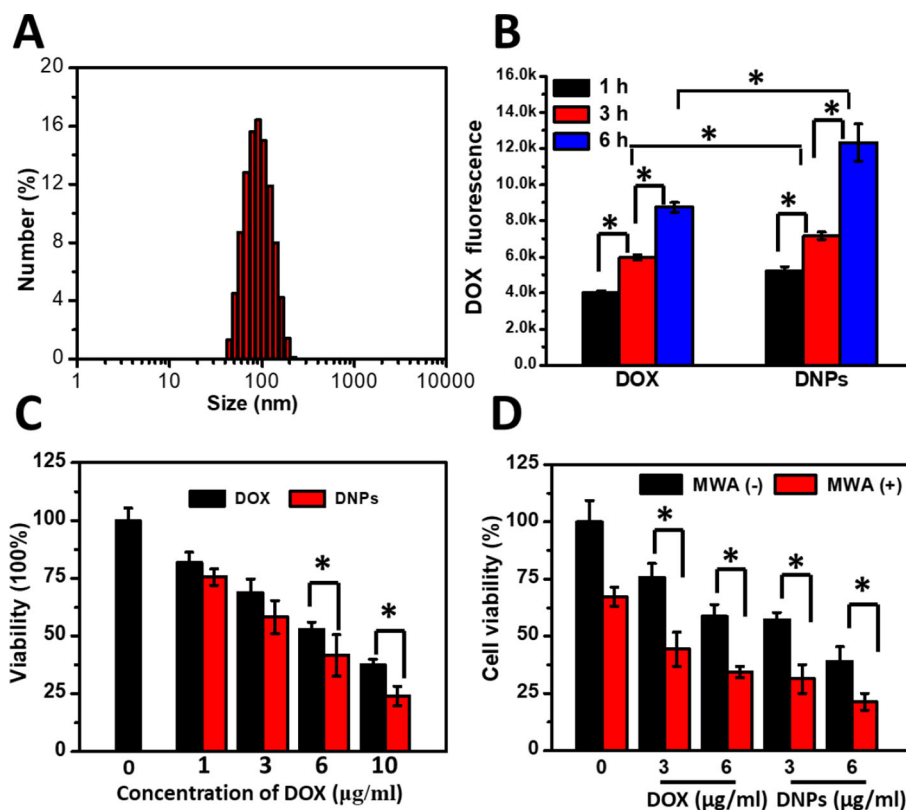 A
20
16
12
8
4
0
Number (%)
1
10
100
1000
10000
Size (nm)
B
16.0k
14.0k
12.0k
10.0k
8.0k
6.0k
4.0k
2.0k
0.0
DOX fluorescence
1 h
3 h
6 h
*
*
*
*
*
*
DOX
DNPs
C
125
100
75
50
25
0
Viability (100%)
DOX
DNPs
*
*
0
1
3
6
10
Concentration of DOX (μg/ml)
D
125
100
75
50
25
0
Cell viability (%)
MWA (-)
MWA (+)
*
*
*
*
0
3
6
3
6
DOX (μg/ml)
DNPs (μg/ml)